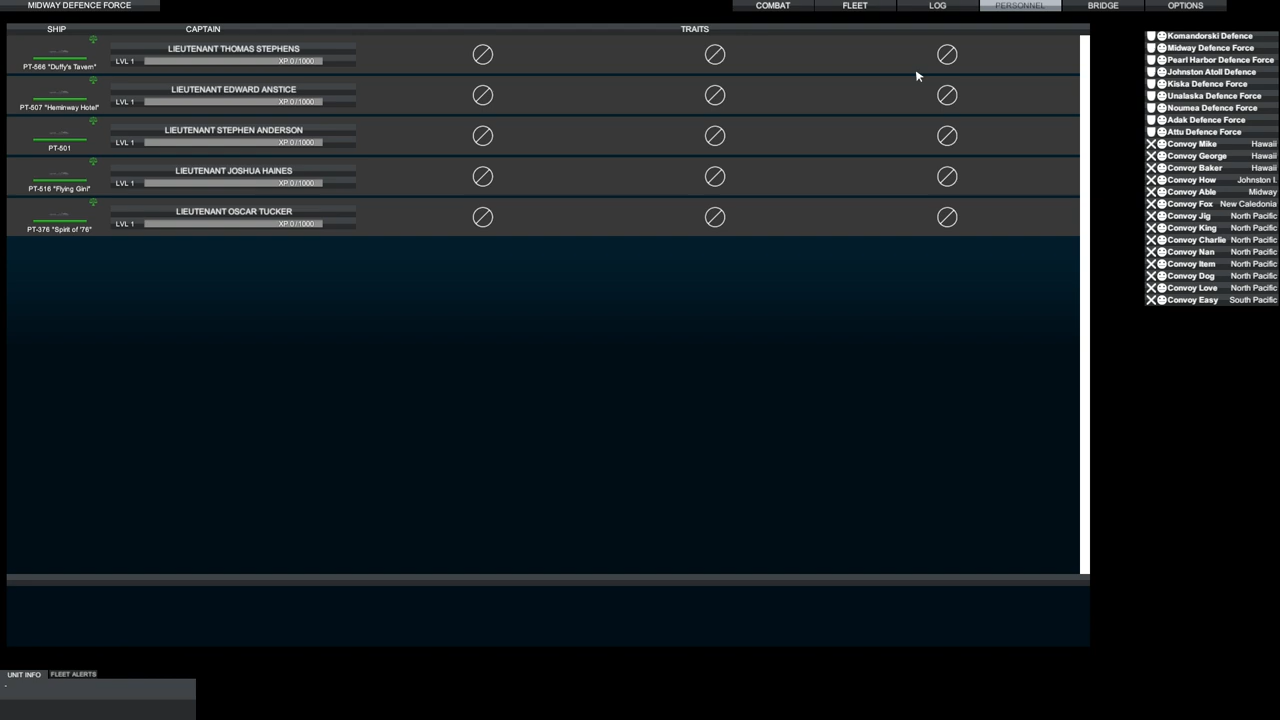 MIDWAY DEFENCE FORCE
COMBAT FLEET LOG PERSONNEL BRIDGE OPTIONS
SHIP CAPTAIN TRAITS
LIEUTENANT THOMAS STEPHENS
LVL 1 XP 0/1000
PT-566 "Duffy's Tavern"
LIEUTENANT EDWARD ANSTICE
LVL 1 XP 0/1000
PT-507 "Heminway Hotel"
LIEUTENANT STEPHEN ANDERSON
LVL 1 XP 0/1000
PT-501
LIEUTENANT JOSHUA HAINES
LVL 1 XP 0/1000
PT-516 "Flying Gini"
LIEUTENANT OSCAR TUCKER
LVL 1 XP 0/1000
PT-376 "Spirit of '76"
Komandorski Defence
Midway Defence Force
Pearl Harbor Defence Force
Johnston Atoll Defence
Kiska Defence Force
Unalaska Defence Force
Noumea Defence Force
Adak Defence Force
Attu Defence Force
Convoy Mike Hawaii
Convoy George Hawaii
Convoy Baker Hawaii
Convoy How Johnston I.
Convoy Able Midway
Convoy Fox New Caledonia
Convoy Jig North Pacific
Convoy King North Pacific
Convoy Charlie North Pacific
Convoy Nan North Pacific
Convoy Item North Pacific
Convoy Dog North Pacific
Convoy Love North Pacific
Convoy Easy South Pacific
UNIT INFO FLEET ALERTS
-